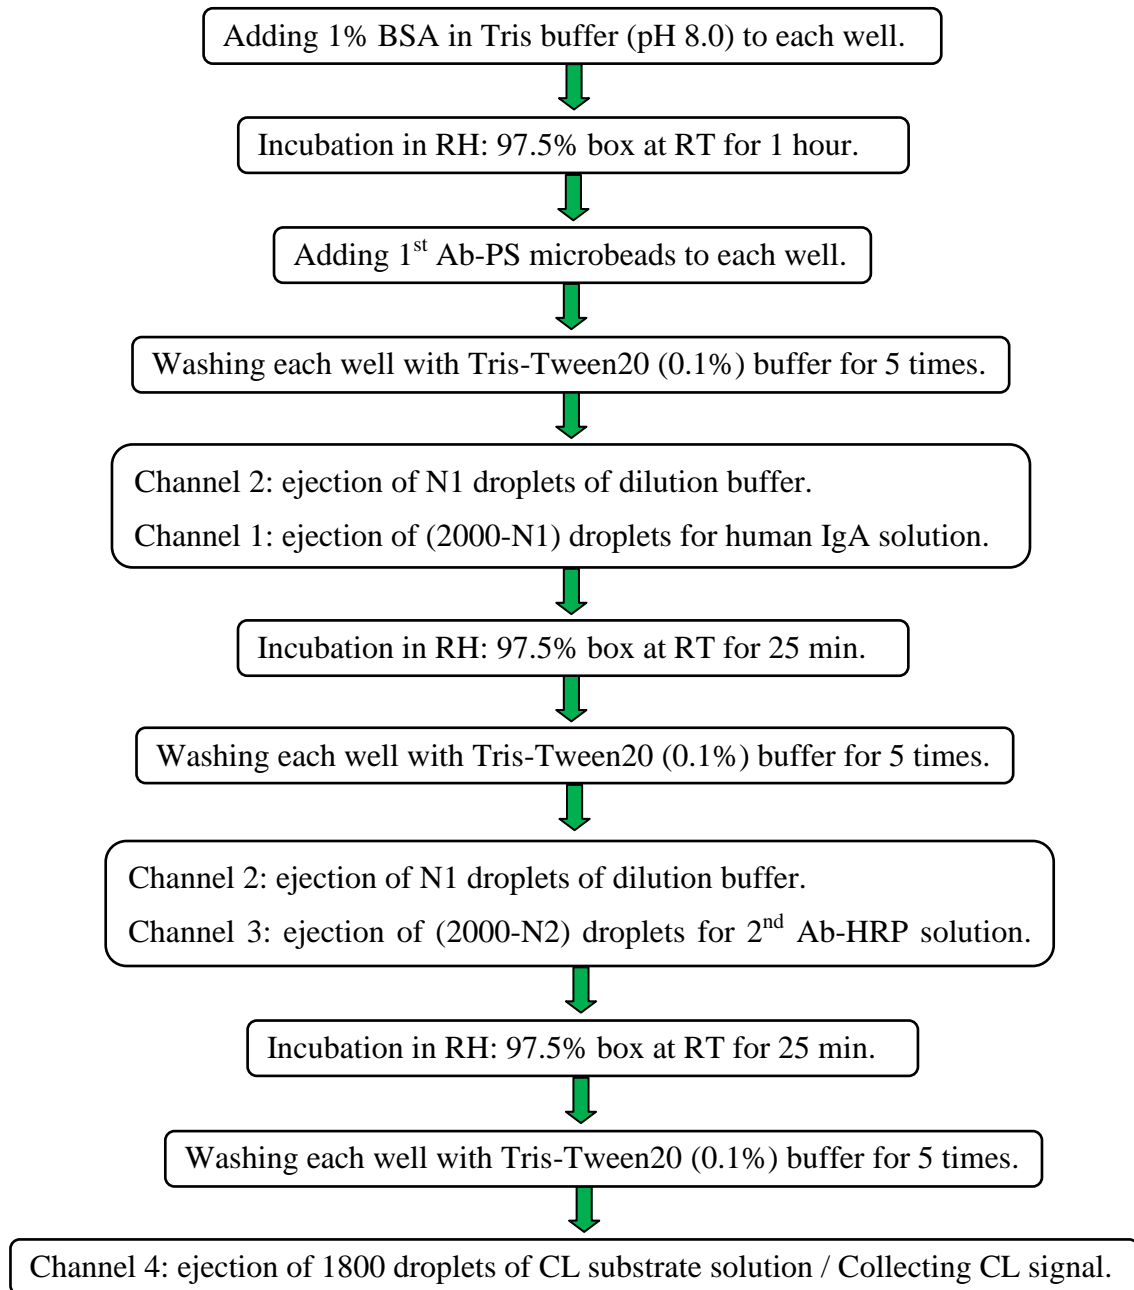 Adding 1% BSA in Tris buffer (pH 8.0) to each well.
Incubation in RH: 97.5% box at RT for 1 hour.
Adding 1st Ab-PS microbeads to each well.
Washing each well with Tris-Tween20 (0.1%) buffer for 5 times.
Channel 2: ejection of N1 droplets of dilution buffer.
Channel 1: ejection of (2000-N1) droplets for human IgA solution.
Incubation in RH: 97.5% box at RT for 25 min.
Washing each well with Tris-Tween20 (0.1%) buffer for 5 times.
Channel 2: ejection of N1 droplets of dilution buffer.
Channel 3: ejection of (2000-N2) droplets for 2nd Ab-HRP solution.
Incubation in RH: 97.5% box at RT for 25 min.
Washing each well with Tris-Tween20 (0.1%) buffer for 5 times.
Channel 4: ejection of 1800 droplets of CL substrate solution / Collecting CL signal.